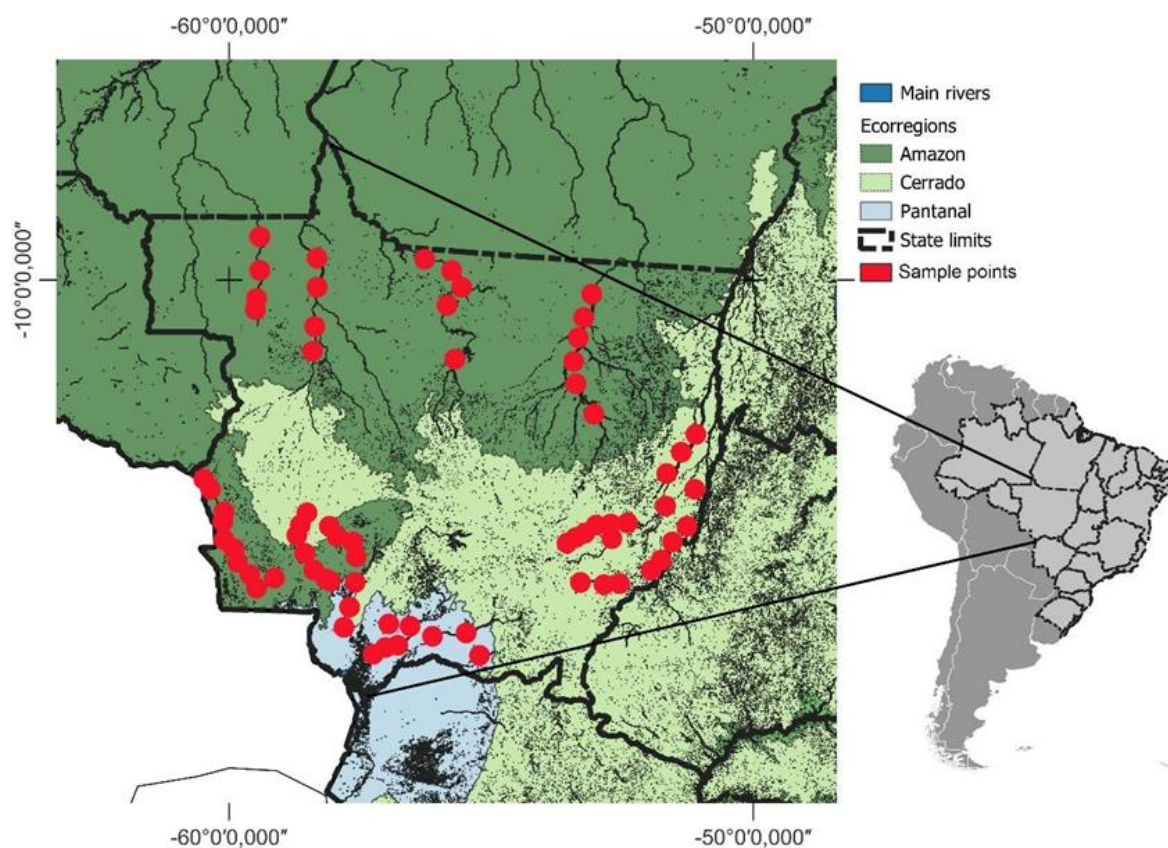 -60°0'0,000"
-50°0'0,000"
Main rivers
Ecorregions
Amazon
Cerrado
Pantanal
State limits
Sample points
-10°0'0,000"
-60°0'0,000"
-50°0'0,000"